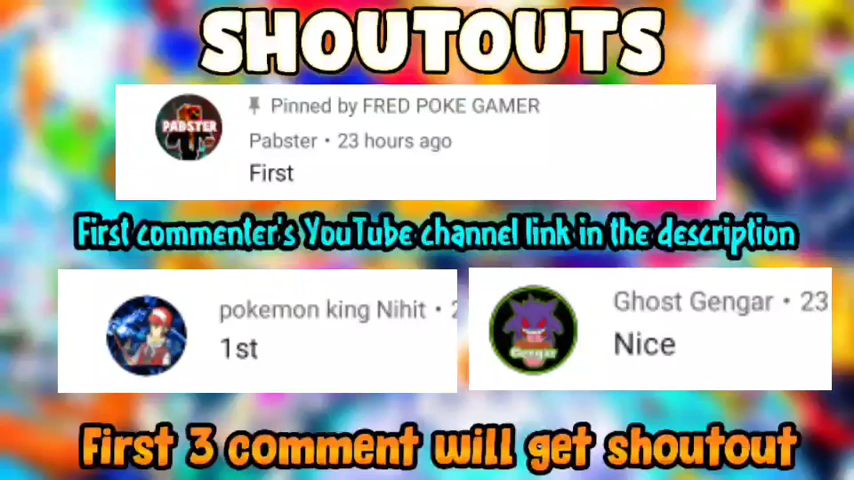 SHOUTOUTS
Pinned by FRED POKE GAMER
PABSTER
Pabster • 23 hours ago
First
First commenter's YouTube channel link in the description
pokemon king Nihit •
1st
Ghost Gengar • 23
Nice
Gengar
First 3 comment will get shoutout